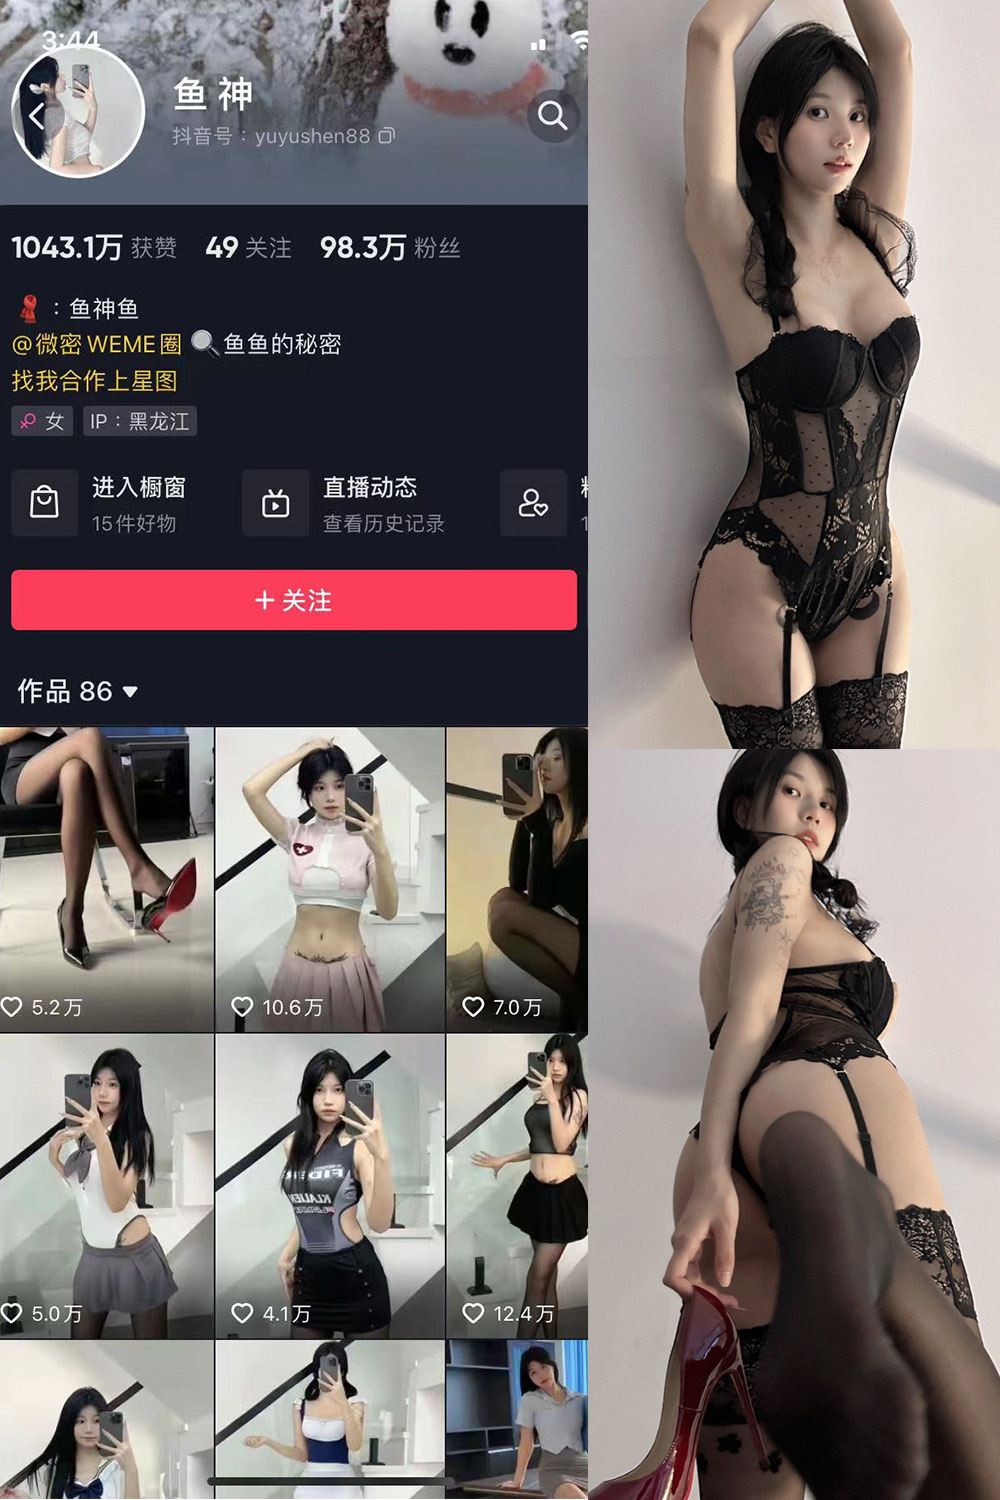 3:44
鱼 神
抖音号：yuyushen88
1043.1万 获赞 49 关注 98.3万 粉丝
：鱼神鱼
@微密WEME圈 鱼鱼的秘密
找我合作上星图
女 IP：黑龙江
进入橱窗 直播动态
15件好物 查看历史记录
关注
作品 86
5.2万 10.6万 7.0万
5.0万 4.1万 12.4万